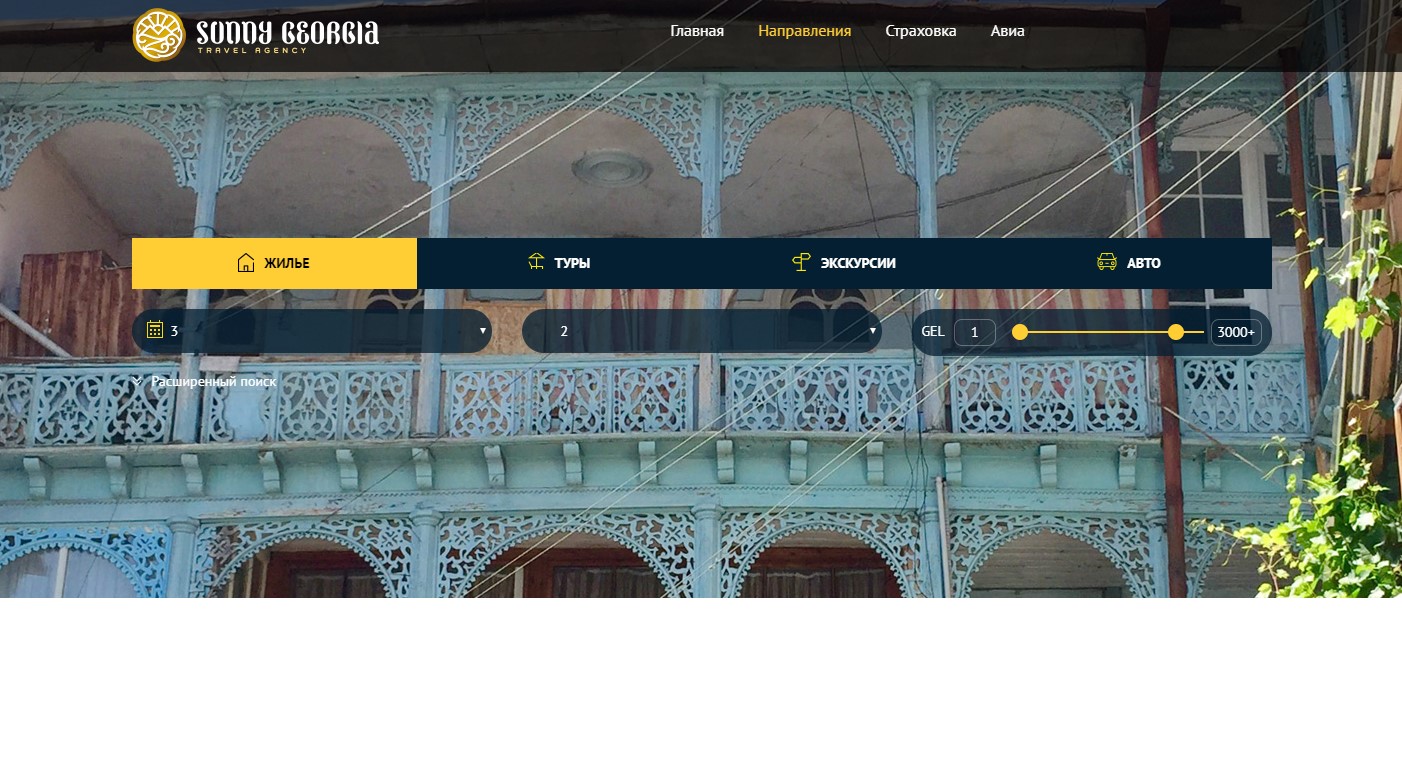 SUNNY GEORGIA
TRAVEL AGENCY
Главная Направления Страховка Авиа
ЖИЛЬЕ ТУРЫ ЭКСКУРСИИ АВТО
3 2 GEL 1 3000+
Расширенный поиск